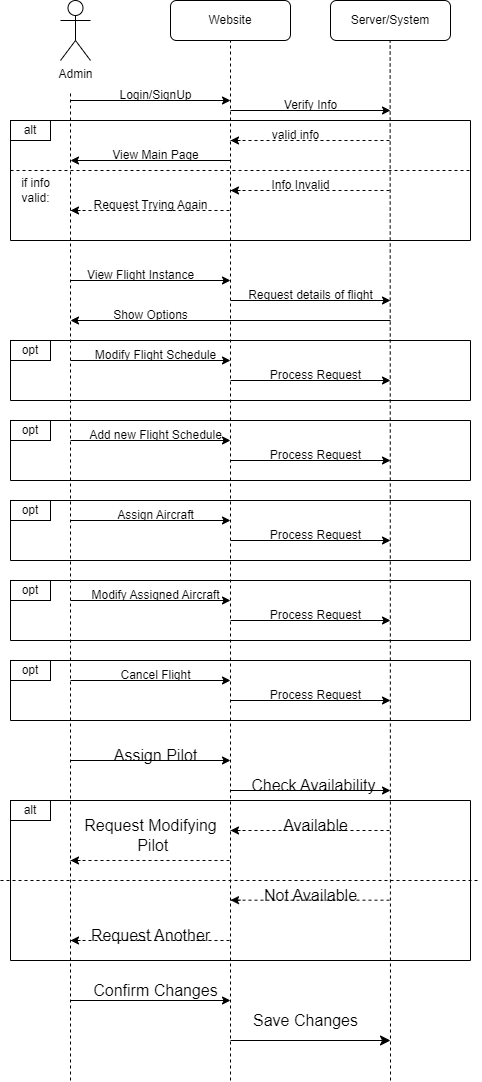 Website
Server/System
Admin
Login/SignUp
Verify Info
alt
valid info
View Main Page
if info
valid:
Info Invalid
Request Trying Again
View Flight Instance
Request details of flight
Show Options
opt
Modify Flight Schedule
Process Request
opt
Add new Flight Schedule
Process Request
opt
Assign Aircraft
Process Request
opt
Modify Assigned Aircraft
Process Request
opt
Cancel Flight
Process Request
Assign Pilot
Check Availability
alt
Request Modifying
Pilot
Available
Not Available
Request Another
Confirm Changes
Save Changes